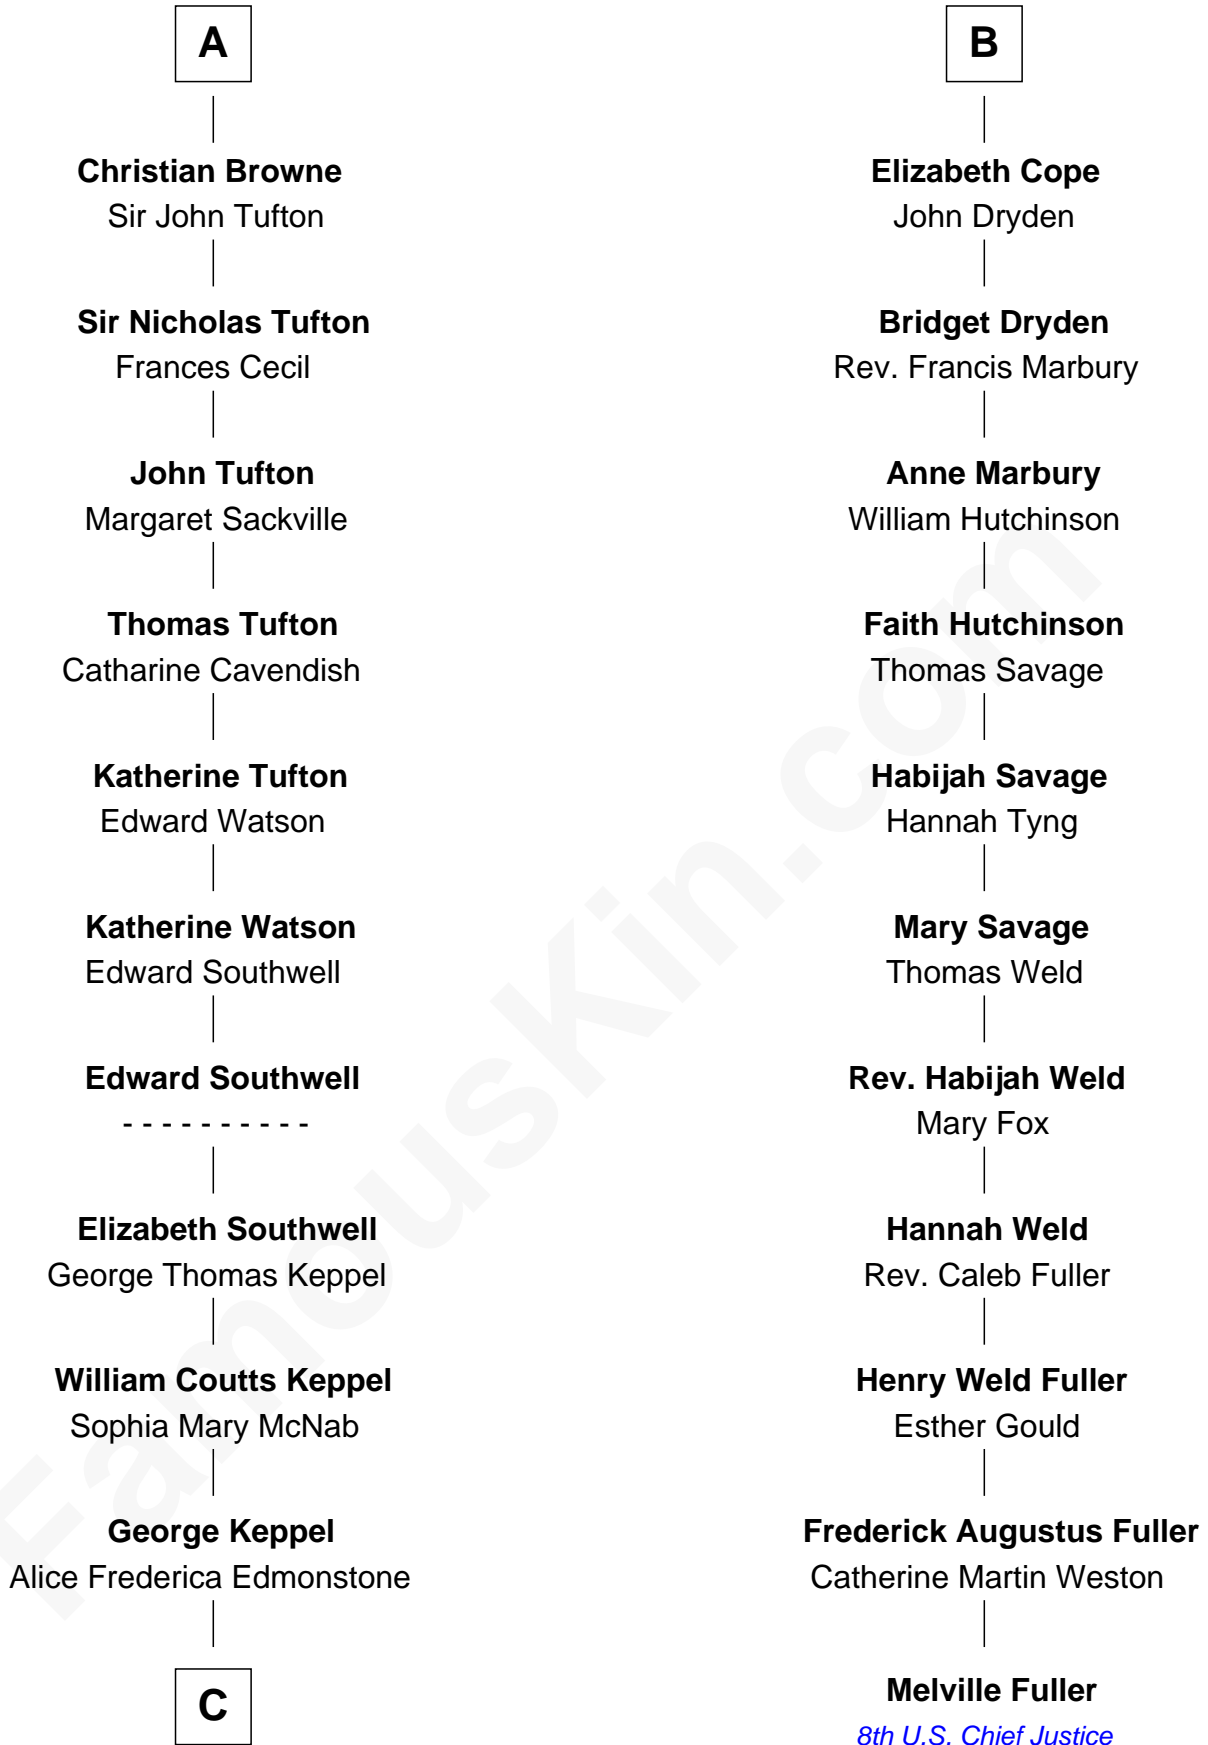 A
Christian Browne
Sir John Tufton
Sir Nicholas Tufton
Frances Cecil
John Tufton
Margaret Sackville
Thomas Tufton
Catharine Cavendish
Katherine Tufton
Edward Watson
Katherine Watson
Edward Southwell
Edward Southwell
- - - - - - - - - -
Elizabeth Southwell
George Thomas Keppel
William Coutts Keppel
Sophia Mary McNab
George Keppel
Alice Frederica Edmonstone
C
B
Elizabeth Cope
John Dryden
Bridget Dryden
Rev. Francis Marbury
Anne Marbury
William Hutchinson
Faith Hutchinson
Thomas Savage
Habijah Savage
Hannah Tyng
Mary Savage
Thomas Weld
Rev. Habijah Weld
Mary Fox
Hannah Weld
Rev. Caleb Fuller
Henry Weld Fuller
Esther Gould
Frederick Augustus Fuller
Catherine Martin Weston
Melville Fuller
8th U.S. Chief Justice
FamousKin.com